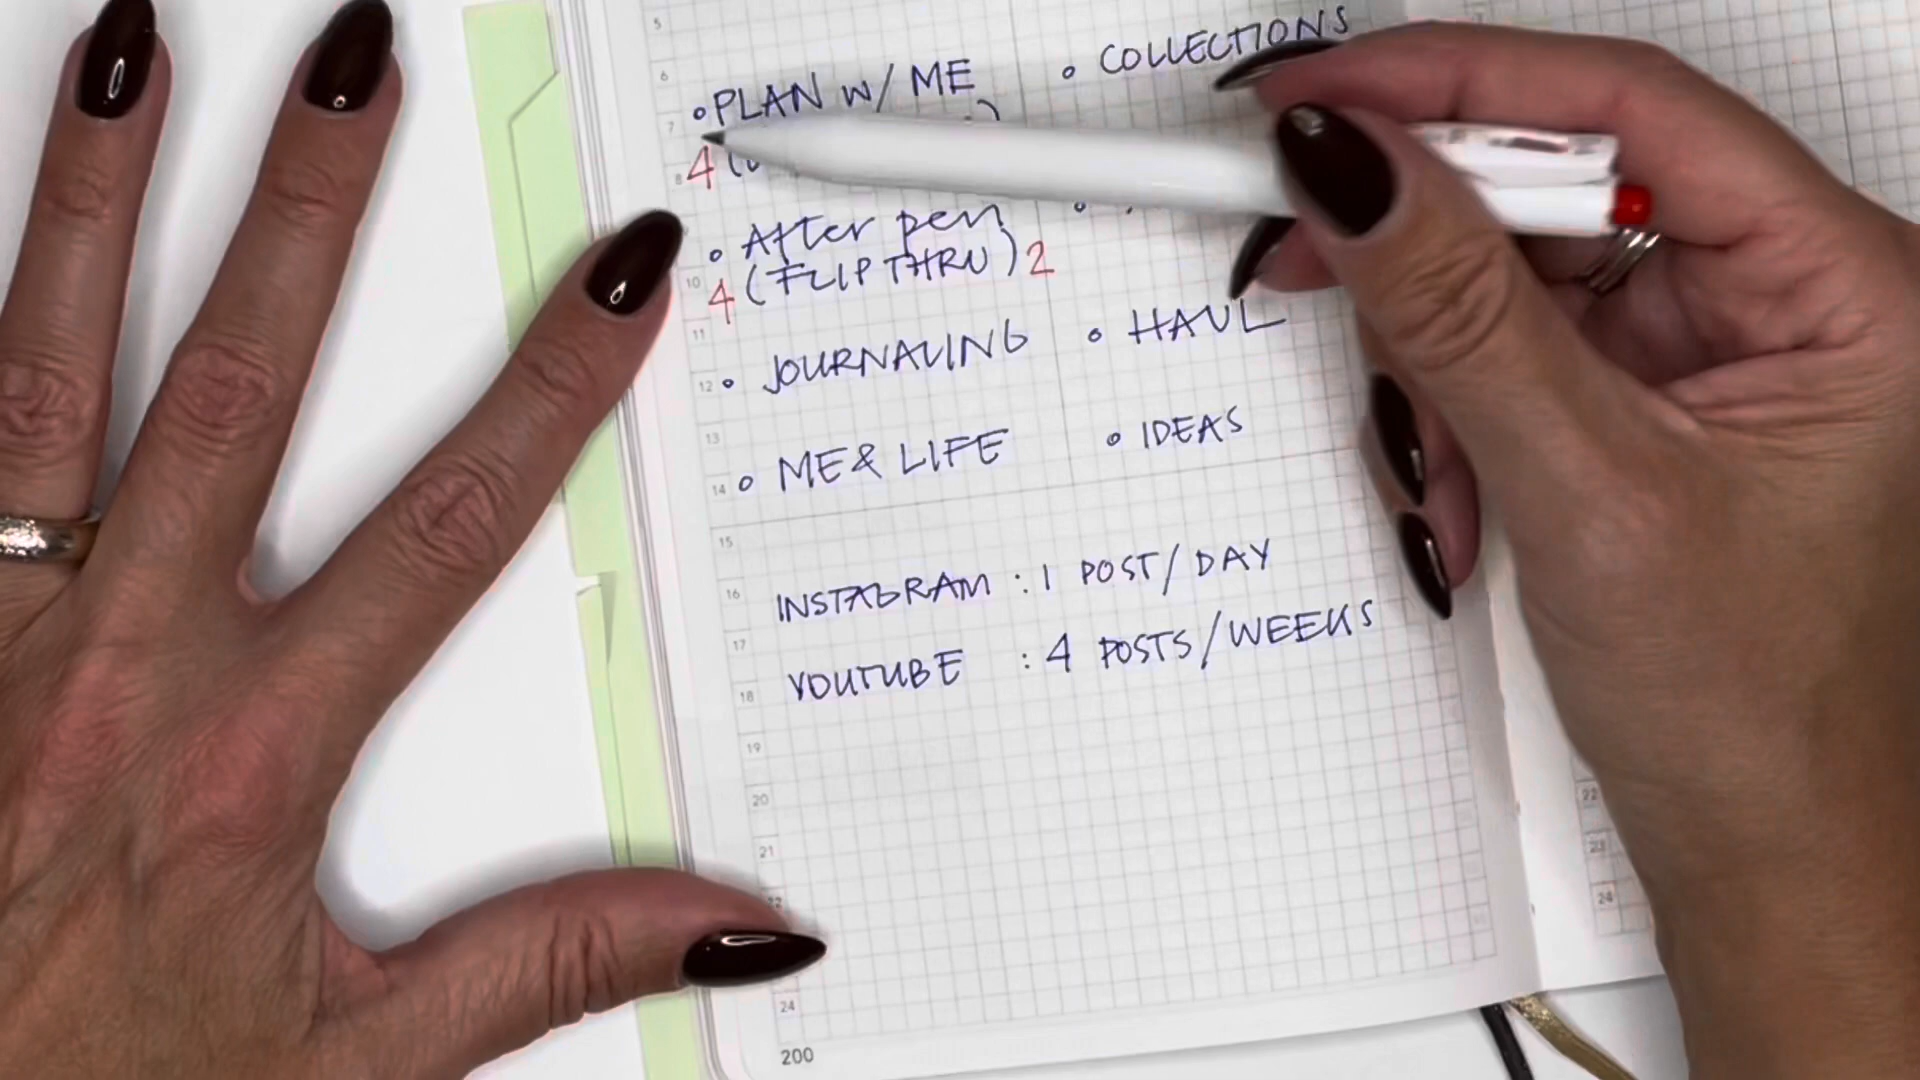 5
6
• PLAN W/ ME
• COLLECTIONS
7
8
4 (
)
• After pen
10
4 (FLIP THRU) 2
11
12
• JOURNALING
• HAUL
13
14
• ME & LIFE
• IDEAS
15
16
INSTAGRAM : 1 POST/DAY
17
18
YOUTUBE : 4 POSTS/WEEKS
19
20
21
22
24
200
22
23
24